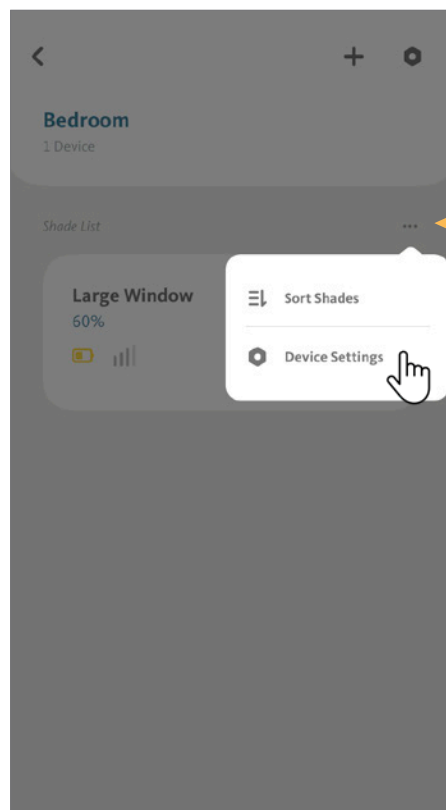 Bedroom
1 Device
Shade List
Large Window
60%
Sort Shades
Device Settings